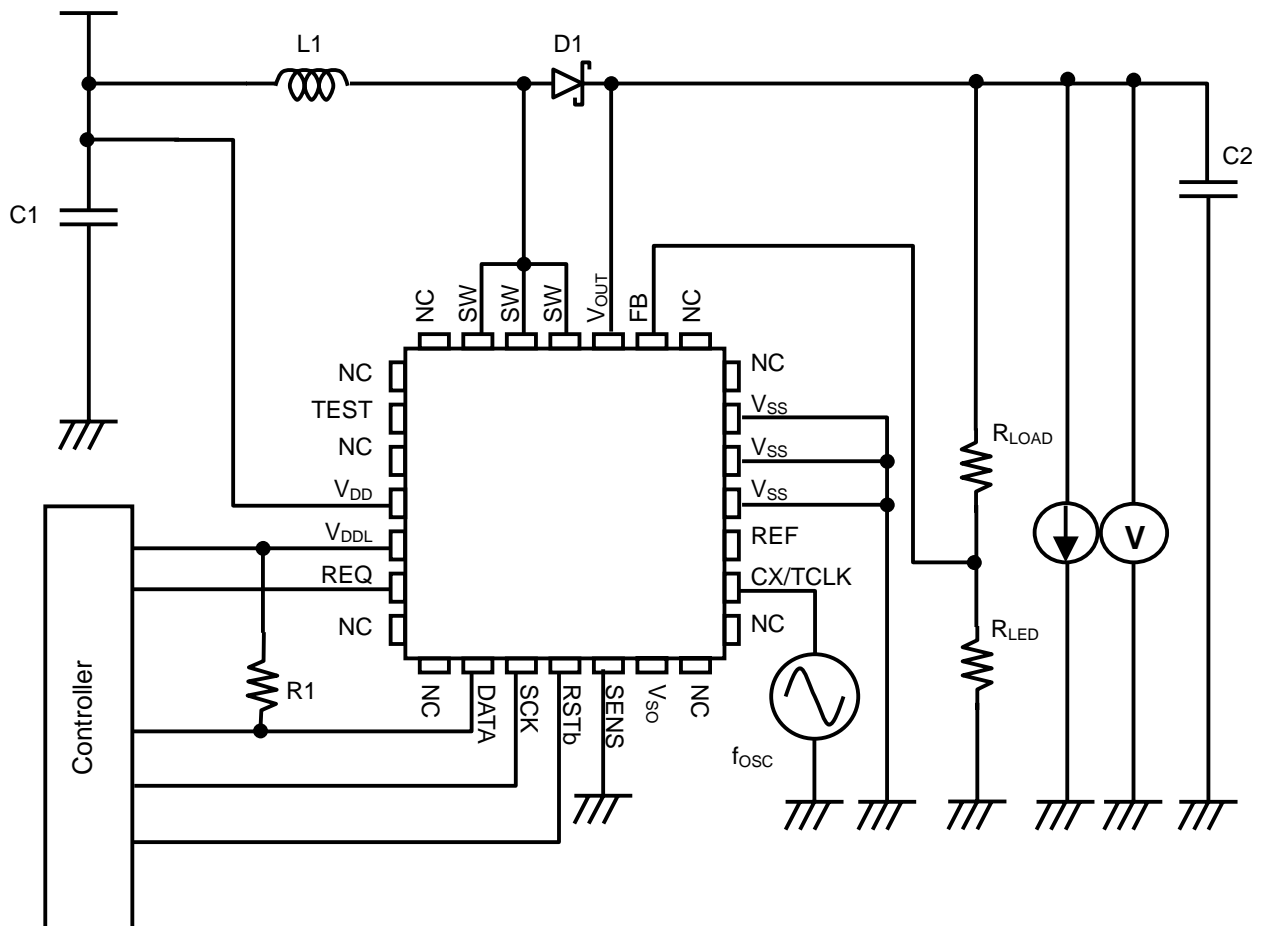 L1
D1
C2
C1
NC
SW
SW
SW
VOUT
FB
NC
NC
TEST
NC
VDD
VDDL
REQ
NC
NC
VSS
VSS
VSS
REF
CX/TCLK
NC
RLOAD
V
RLED
NC
DATA
SCK
RSTb
SENS
VSO
NC
R1
fOSC
Controller